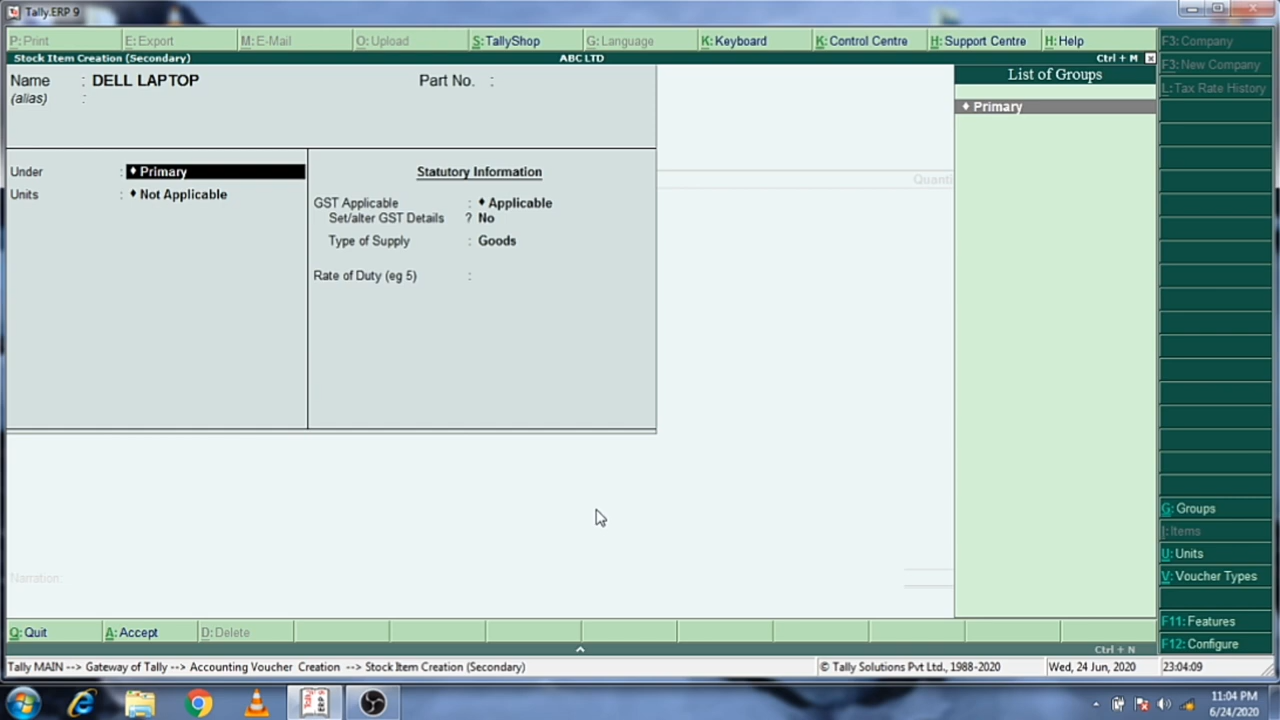 Tally.ERP 9
P: Print E: Export M: E-Mail O: Upload S: TallyShop G: Language K: Keyboard K: Control Centre H: Support Centre H: Help
F3: Company
Stock Item Creation (Secondary) ABC LTD Ctrl + M
F3: New Company
L: Tax Rate History
Name : DELL LAPTOP Part No. :
(alias) :
List of Groups
♦ Primary
Under : ♦ Primary
Units : ♦ Not Applicable
Statutory Information
GST Applicable : ♦ Applicable
Set/alter GST Details ? No
Type of Supply : Goods
Rate of Duty (eg 5) :
Quanti
Narration:
G: Groups
I: Items
U: Units
V: Voucher Types
F11: Features
F12: Configure
Q: Quit A: Accept D: Delete
Ctrl + N
Tally MAIN --> Gateway of Tally --> Accounting Voucher Creation --> Stock Item Creation (Secondary) © Tally Solutions Pvt Ltd., 1988-2020 Wed, 24 Jun, 2020 23:04:09
11:04 PM
6/24/2020